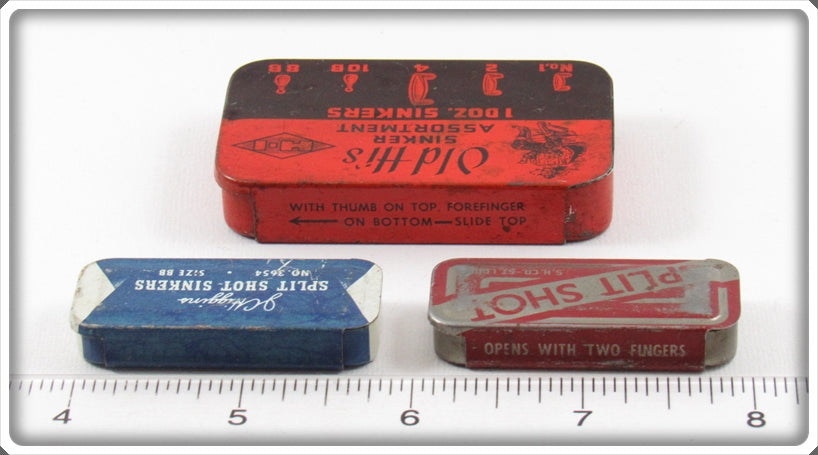 No.1 2 4 10B BB
1 DOZ. SINKERS
SINKER
ASSORTMENT
Old-Hi's
WITH THUMB ON TOP, FOREFINGER
ON BOTTOM—SLIDE TOP
J.C. Higgins
SPLIT SHOT SINKERS
NO. 3654 • SIZE BB
SPLIT SHOT
OPENS WITH TWO FINGERS
4 5 6 7 8